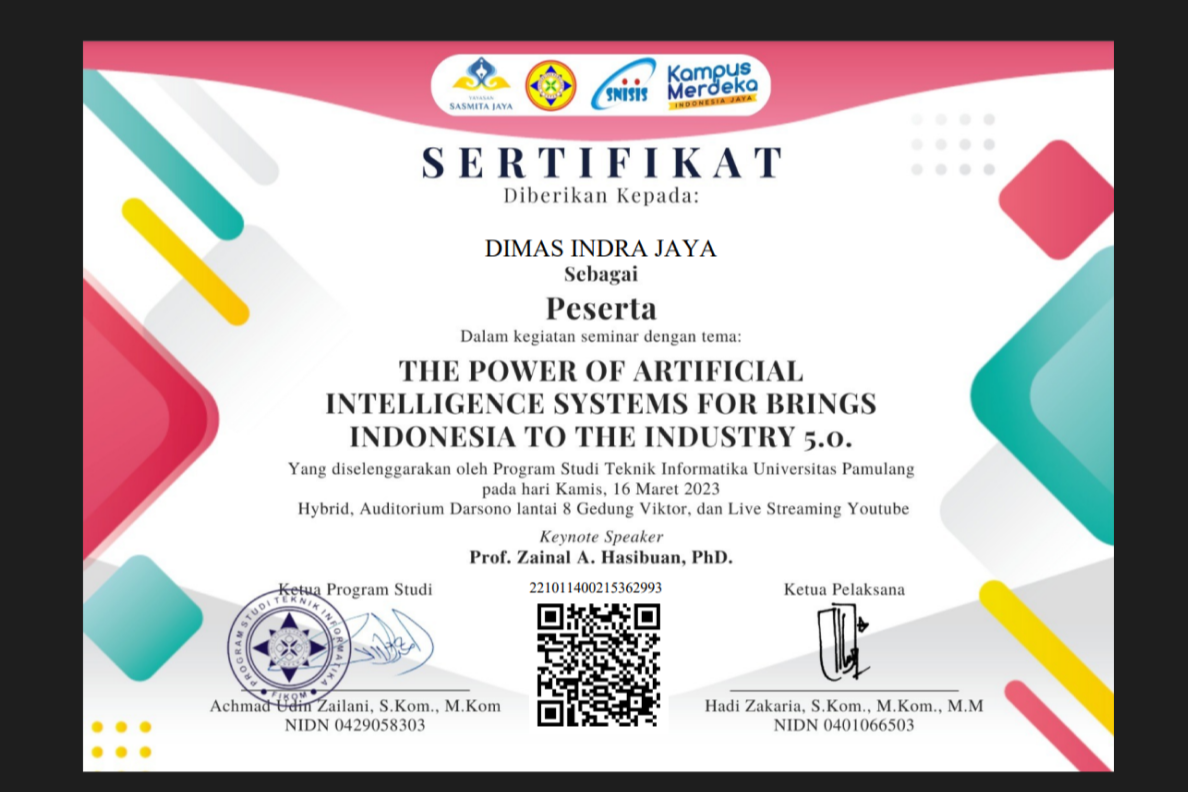 YAYASAN
SASMITA JAYA
SNISIS
Kampus
Merdeka
INDONESIA JAYA
SERTIFIKAT
Diberikan Kepada:
DIMAS INDRA JAYA
Sebagai
Peserta
Dalam kegiatan seminar dengan tema:
THE POWER OF ARTIFICIAL
INTELLIGENCE SYSTEMS FOR BRINGS
INDONESIA TO THE INDUSTRY 5.0.
Yang diselenggarakan oleh Program Studi Teknik Informatika Universitas Pamulang
pada hari Kamis, 16 Maret 2023
Hybrid, Auditorium Darsono lantai 8 Gedung Viktor, dan Live Streaming Youtube
Keynote Speaker
Prof. Zainal A. Hasibuan, PhD.
Ketua Program Studi
PROGRAM STUDI TEKNIK INFORMATIKA
FIKOM
Achmad Udin Zailani, S.Kom., M.Kom
NIDN 0429058303
221011400215362993
Ketua Pelaksana
Hadi Zakaria, S.Kom., M.Kom., M.M
NIDN 0401066503